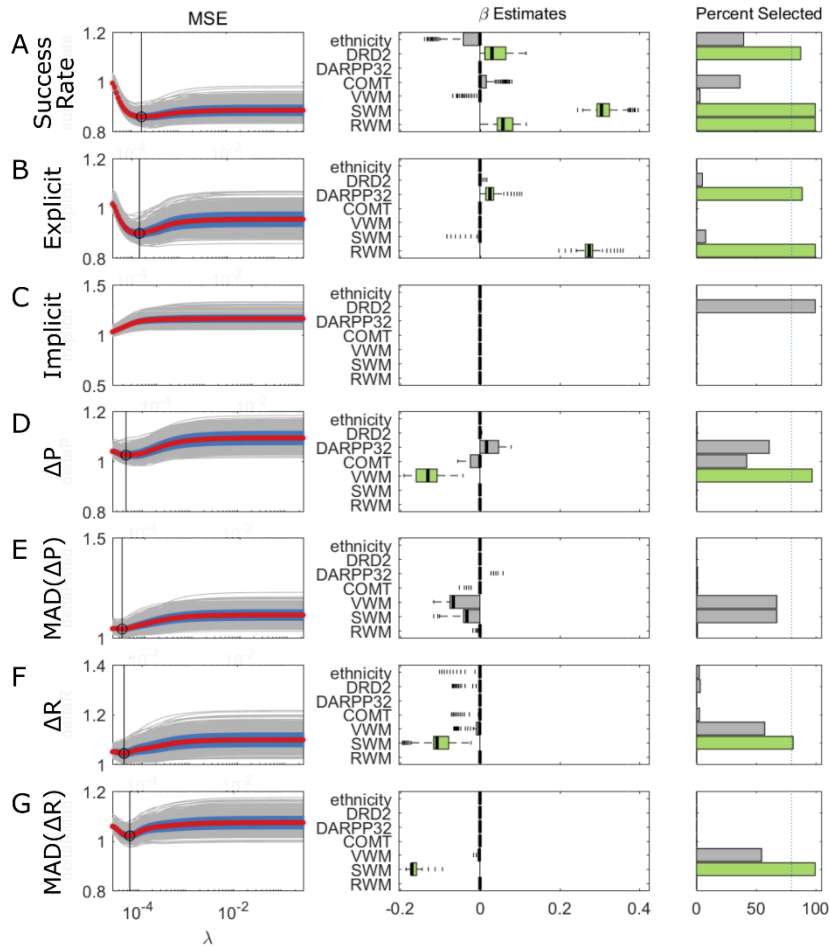 MSE
β Estimates
Percent Selected
A
Success Rate
1.2
1
0.8
ethnicity
DRD2
DARPP32
COMT
VWM
SWM
RWM
B
Explicit
1.2
1
0.8
ethnicity
DRD2
DARPP32
COMT
VWM
SWM
RWM
C
Implicit
1.5
1
0.5
ethnicity
DRD2
DARPP32
COMT
VWM
SWM
RWM
D
ΔP
1.2
1
0.8
ethnicity
DRD2
DARPP32
COMT
VWM
SWM
RWM
E
MAD(ΔP)
1.5
1
ethnicity
DRD2
DARPP32
COMT
VWM
SWM
RWM
F
ΔR
1.4
1.2
1
ethnicity
DRD2
DARPP32
COMT
VWM
SWM
RWM
G
MAD(ΔR)
1.2
1
0.8
ethnicity
DRD2
DARPP32
COMT
VWM
SWM
RWM
10-4 10-2
λ
-0.2 0 0.2 0.4
0 50 80 100